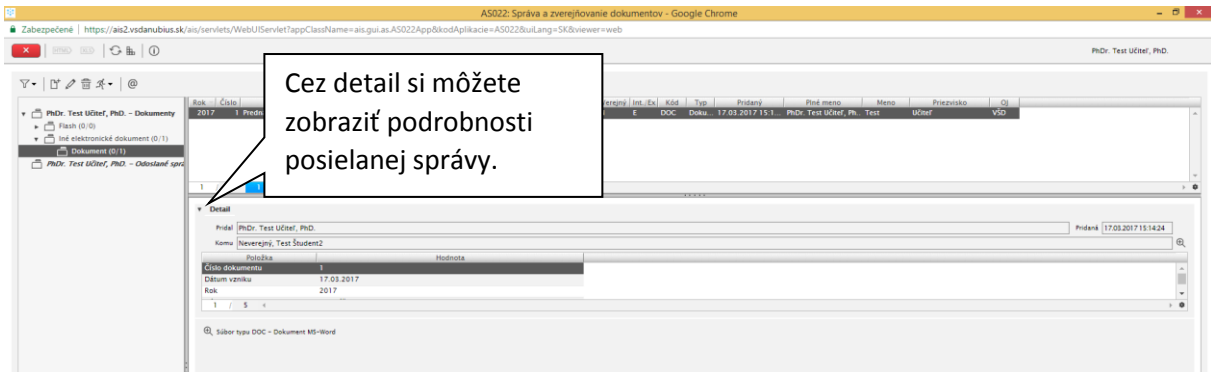 AS022: Správa a zverejňovanie dokumentov - Google Chrome
Zabezpečené | https://ais2.vsdanubius.sk/ais/servlets/WebUIServlet?appClassName=ais.gui.as.AS022App&kodAplikacie=AS022&uiLang=SK&viewer=web
PhDr. Test Učiteľ, PhD.
Cez detail si môžete
zobraziť podrobnosti
posielanej správy.
Rok Číslo Verejný Int./Ex Kód Typ Pridaný Plné meno Meno Priezvisko OJ
2017 1 E DOC Doku... 17.03.2017 15:1... PhDr. Test Učiteľ, Ph... Test Učiteľ VŠD
PhDr. Test Učiteľ, PhD. - Dokumenty
Flash (0/0)
Iné elektronické dokument (0/1)
Dokument (0/1)
PhDr. Test Učiteľ, PhD. - Odoslané sprá
1 / 1
Detail
Pridal PhDr. Test Učiteľ, PhD. Pridaná 17.03.2017 15:14:24
Komu Neverejný, Test Študent2
Položka Hodnota
Číslo dokumentu 1
Dátum vzniku 17.03.2017
Rok 2017
1 / 5
Súbor typu DOC - Dokument MS-Word